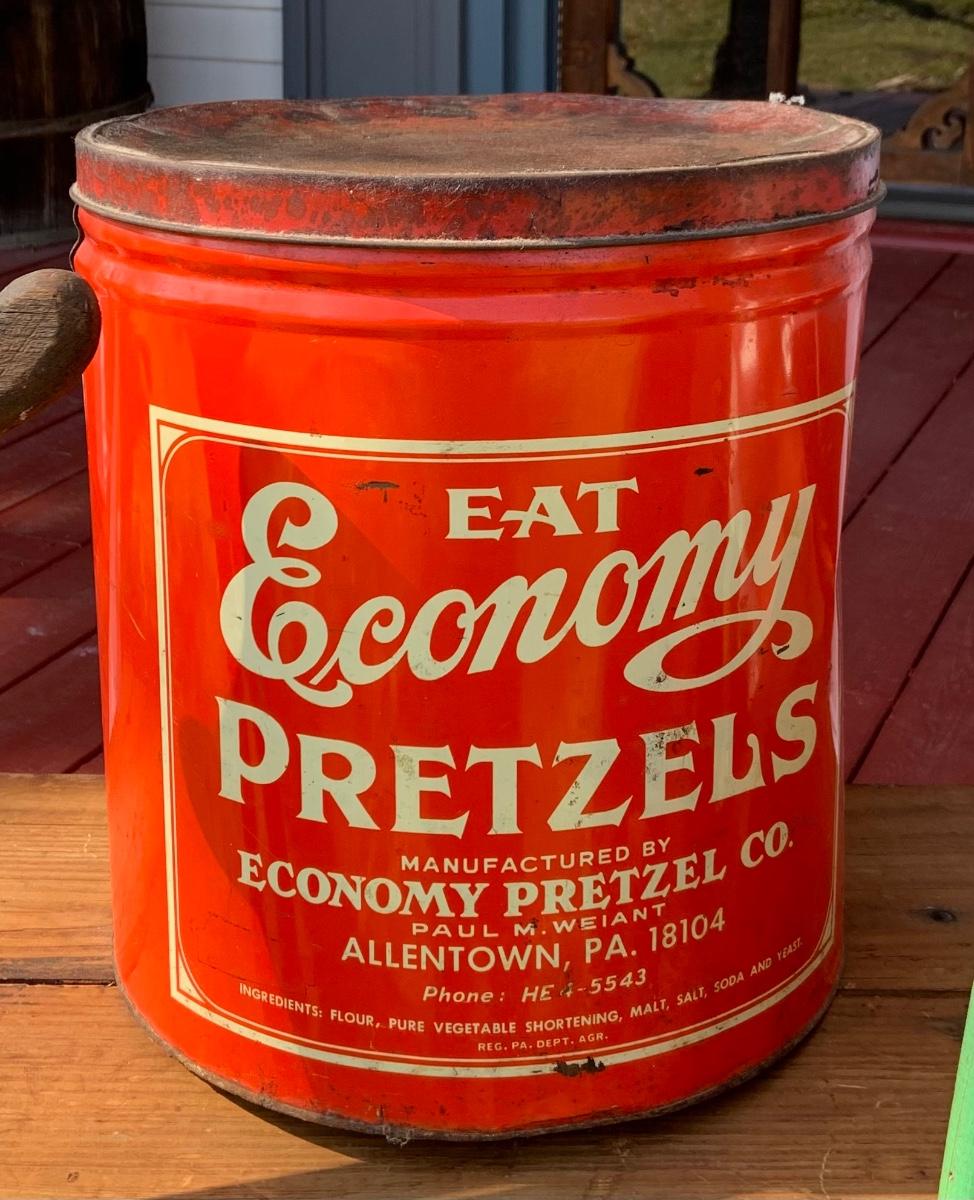 EAT
Economy
PRETZELS
MANUFACTURED BY
ECONOMY PRETZEL CO.
PAUL M. WEIANT
ALLENTOWN, PA. 18104
Phone: HE 4-5543
INGREDIENTS: FLOUR, PURE VEGETABLE SHORTENING, MALT, SALT, SODA AND YEAST.
REG. PA. DEPT. AGR.